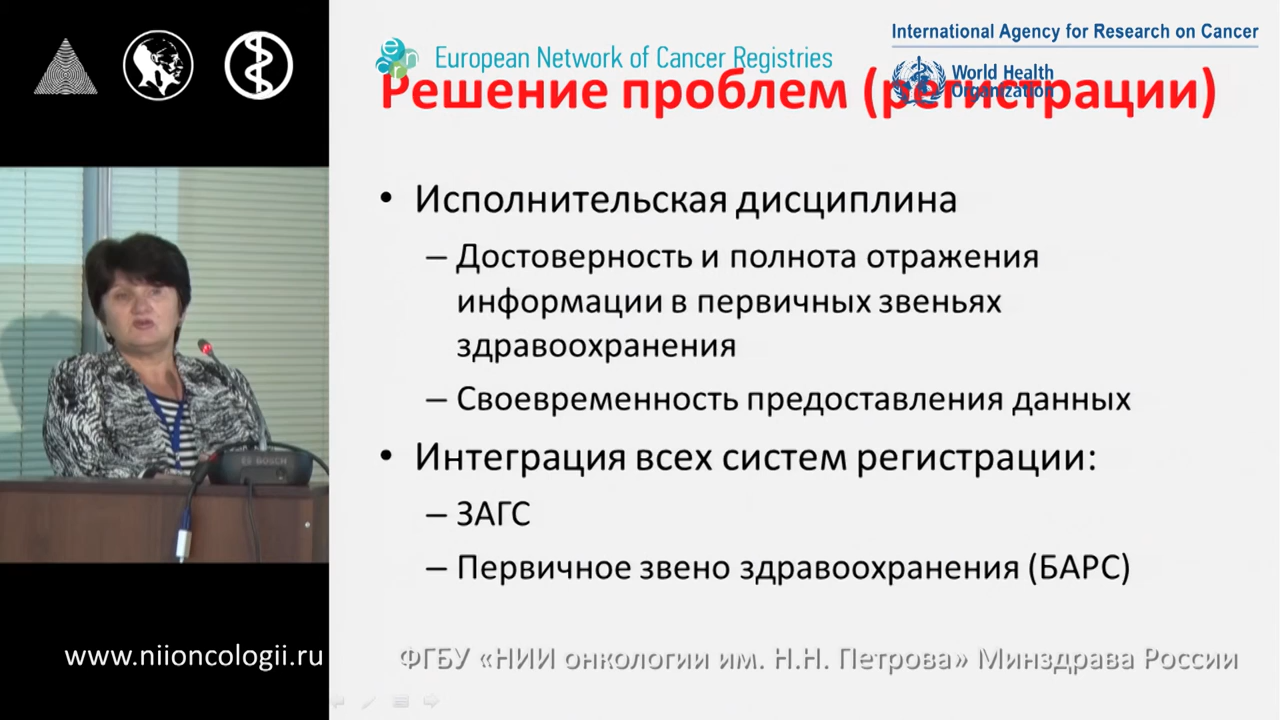 European Network of Cancer Registries
International Agency for Research on Cancer
World Health
Organization
Решение проблем (регистрации)
• Исполнительская дисциплина
– Достоверность и полнота отражения
информации в первичных звеньях
здравоохранения
– Своевременность предоставления данных
• Интеграция всех систем регистрации:
– ЗАГС
– Первичное звено здравоохранения (БАРС)
BOSCH
www.niioncologii.ru
ФГБУ «НИИ онкологии им. Н.Н. Петрова» Минздрава России